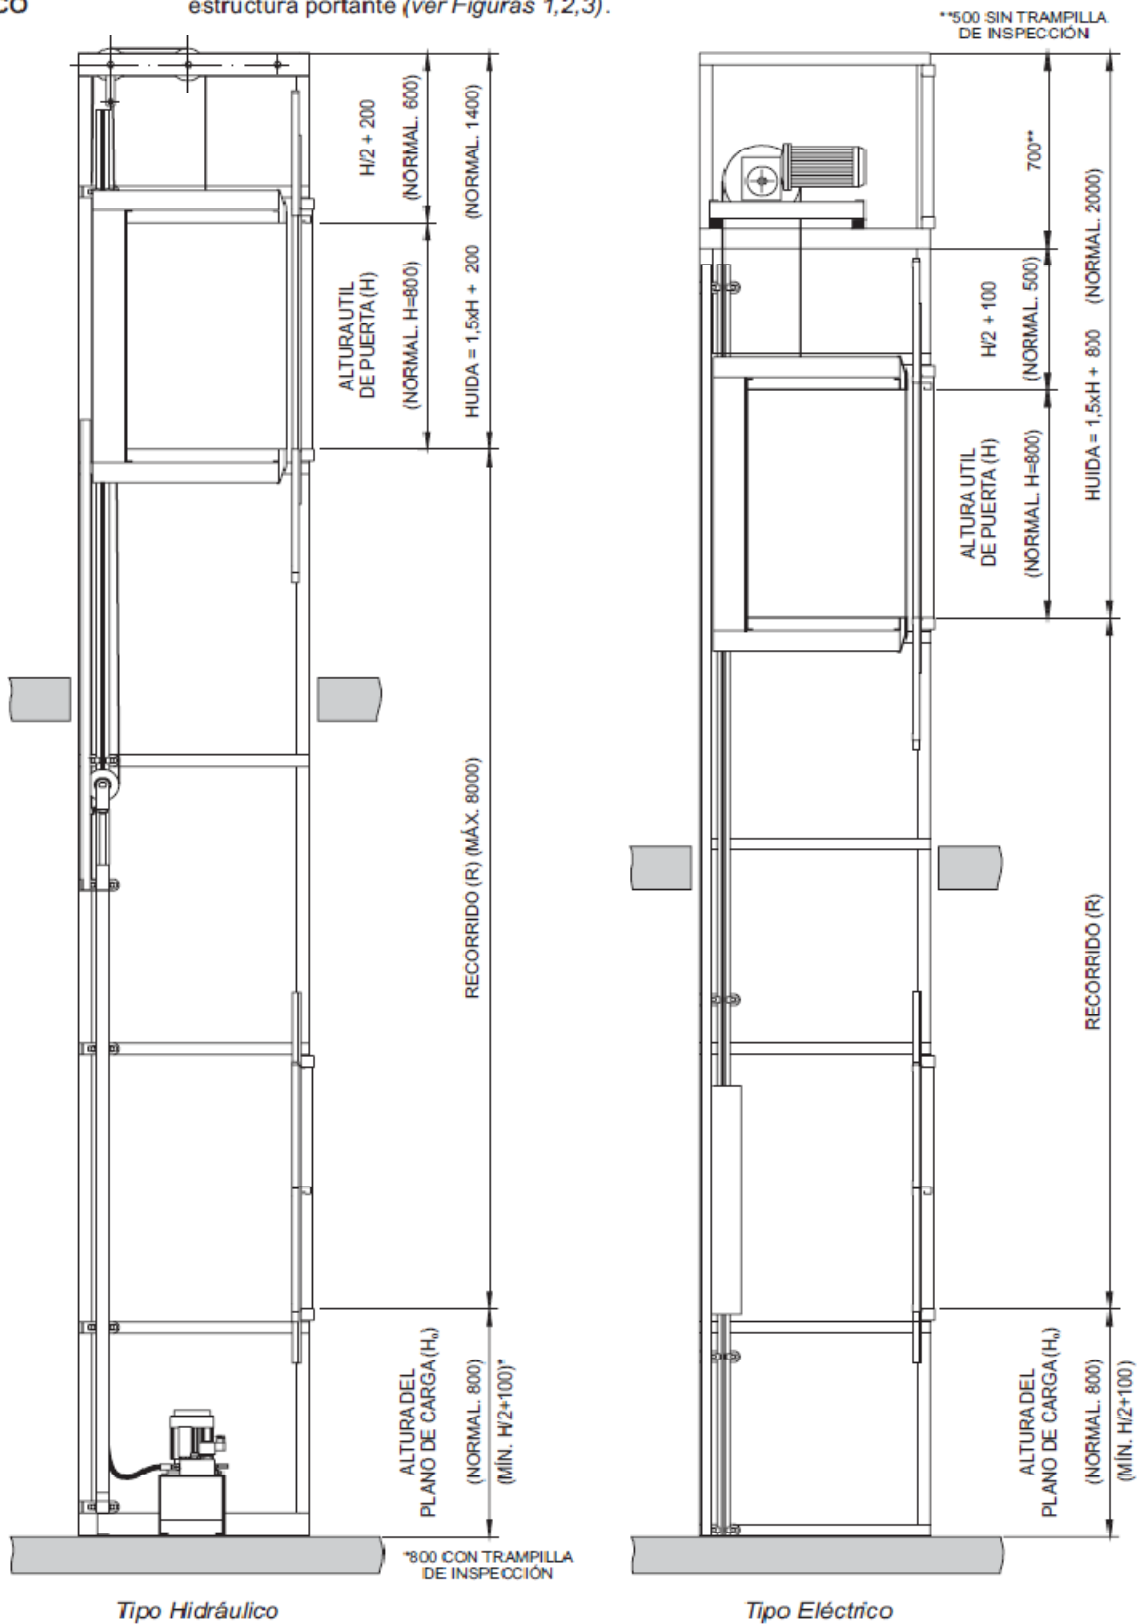 CO
estructura portante (ver Figuras 1,2,3).
**500 SIN TRAMPILLA
DE INSPECCIÓN
H/2 + 200
(NORMAL. 600)
ALTURA UTIL
DE PUERTA (H)
(NORMAL. H=800)
HUIDA = 1,5xH + 200 (NORMAL. 1400)
RECORRIDO (R) (MÁX. 8000)
ALTURA DEL
PLANO DE CARGA (Hₒ)
(NORMAL. 800)
(MÍN. H/2+100)*
*800 CON TRAMPILLA
DE INSPECCIÓN
Tipo Hidráulico
700**
H/2 + 100
(NORMAL. 500)
ALTURA UTIL
DE PUERTA (H)
(NORMAL. H=800)
HUIDA = 1,5xH + 800 (NORMAL. 2000)
RECORRIDO (R)
ALTURA DEL
PLANO DE CARGA (Hₒ)
(NORMAL. 800)
(MÍN. H/2+100)
Tipo Eléctrico